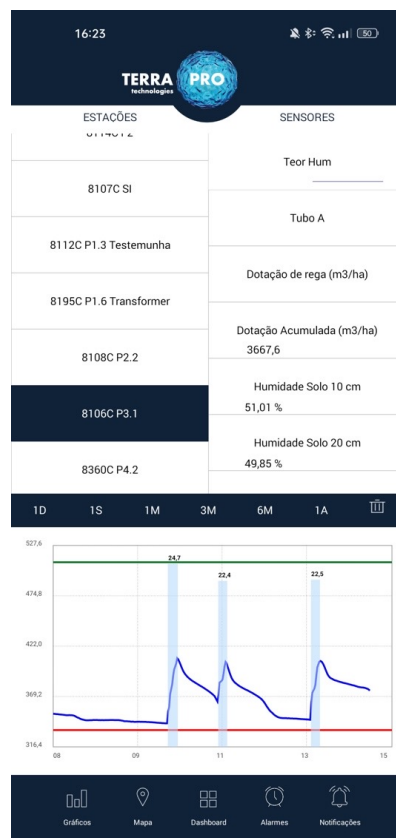 16:23
50
TERRA PRO
technologies
ESTAÇÕES
SENSORES
Teor Hum
8107C SI
Tubo A
8112C P1.3 Testemunha
Dotação de rega (m3/ha)
8195C P1.6 Transformer
Dotação Acumulada (m3/ha)
3667,6
8108C P2.2
Humidade Solo 10 cm
51,01 %
8106C P3.1
Humidade Solo 20 cm
49,85 %
8360C P4.2
1D 1S 1M 3M 6M 1A
527,6
24,7
22,4
22,5
474,8
422,0
369,2
316,4
08 09 11 13 15
Gráficos Mapa Dashboard Alarmes Notificações